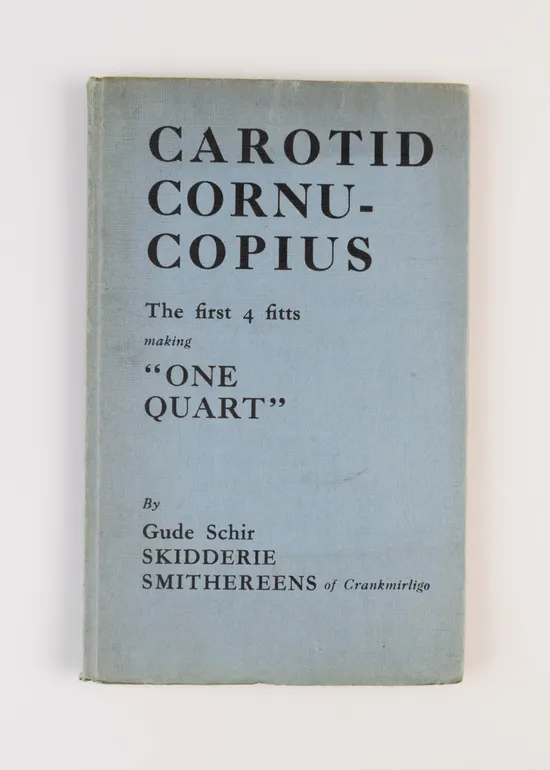 CAROTID
CORNU-
COPIUS
The first 4 fitts
making
“ONE
QUART”
By
Gude Schir
SKIDDERIE
SMITHEREENS of Crankmirligo